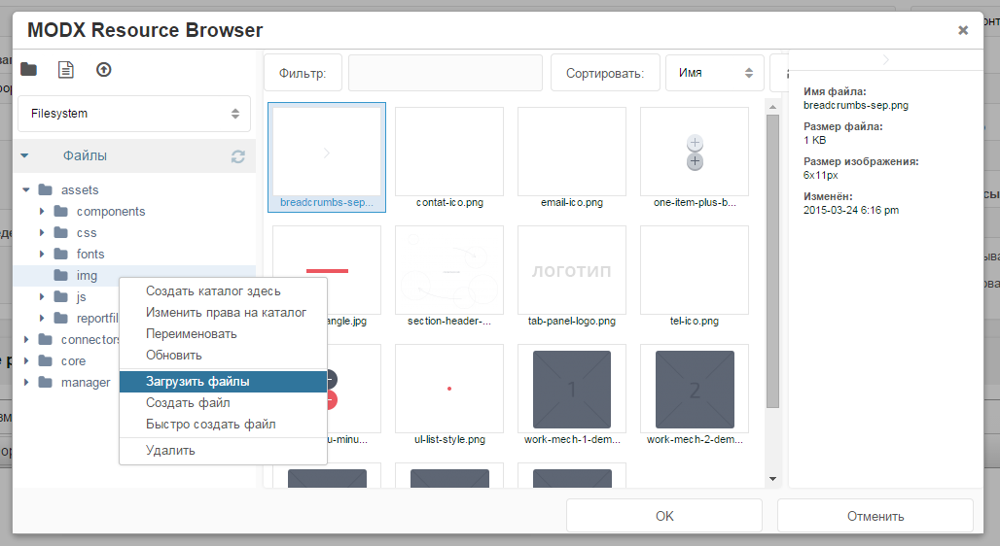 MODX Resource Browser
Filesystem
Файлы
assets
components
css
fonts
img
js
reportfil
connectors
core
manager
Создать каталог здесь
Изменить права на каталог
Переименовать
Обновить
Загрузить файлы
Создать файл
Быстро создать файл
Удалить
Фильтр:
Сортировать:
Имя
breadcrumbs-sep...
contat-ico.png
email-ico.png
one-item-plus-b...
ЛОГОТИП
angle.jpg
section-header-...
tab-panel-logo.png
tel-ico.png
1
2
u-minu...
ul-list-style.png
work-mech-1-dem...
work-mech-2-dem...
Имя файла:
breadcrumbs-sep.png
Размер файла:
1 KB
Размер изображения:
6x11px
Изменён:
2015-03-24 6:16 pm
OK
Отменить